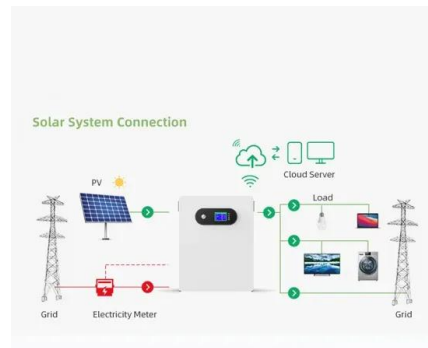 Solar System Connection
Cloud Server
PV
Load
Grid
Electricity Meter
Grid